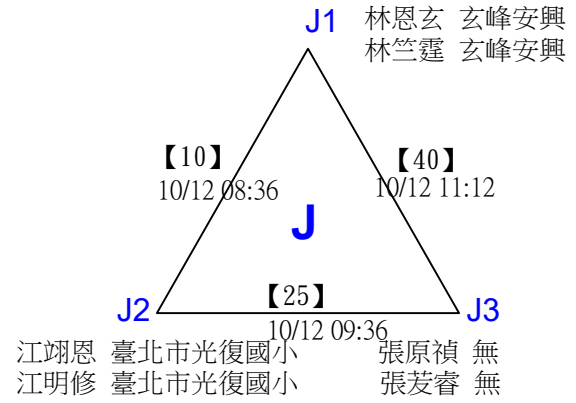 J1 林恩玄 玄峰安興
林竺霆 玄峰安興
【10】 【40】
10/12 08:36 10/12 11:12
J
J2 【25】 J3
10/12 09:36
江翊恩 臺北市光復國小 張原禎 無
江明修 臺北市光復國小 張苃睿 無